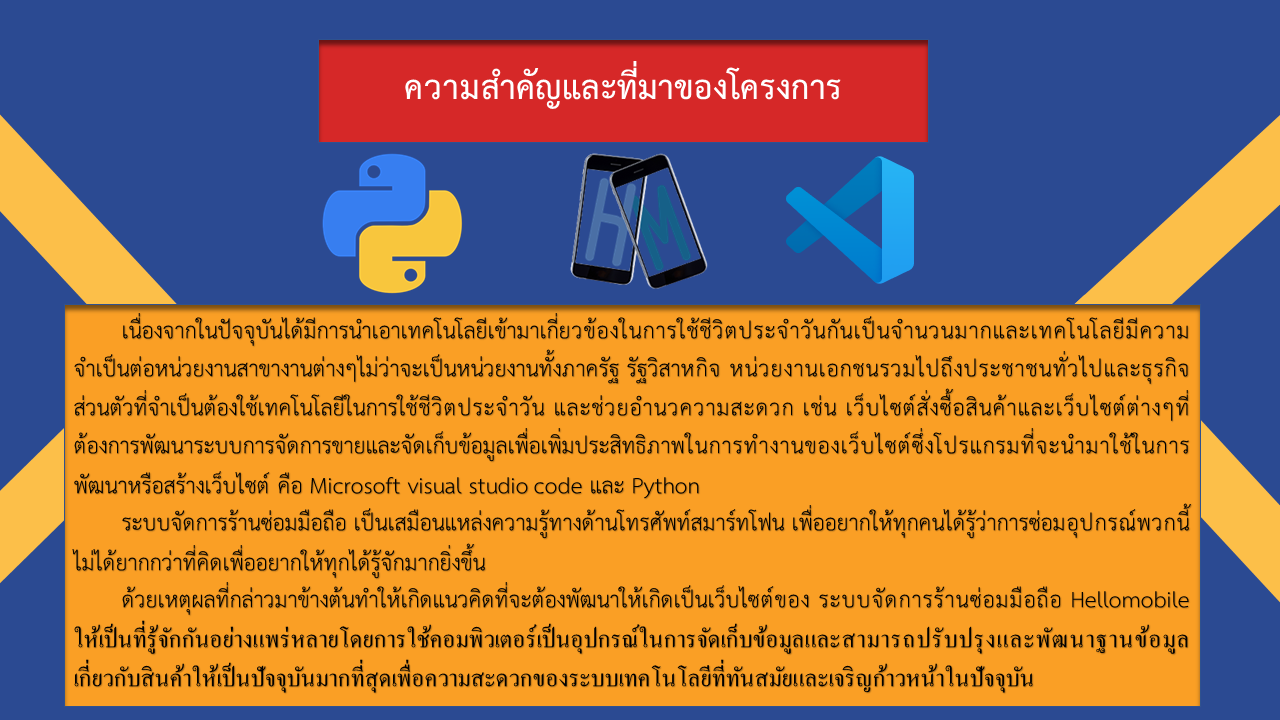 ความสำคัญและที่มาของโครงการ
HM
เนื่องจากในปัจจุบันได้มีการนำเอาเทคโนโลยีเข้ามาเกี่ยวข้องในการใช้ชีวิตประจำวันกันเป็นจำนวนมากและเทคโนโลยีมีความ
จำเป็นต่อหน่วยงานสาขางานต่างๆไม่ว่าจะเป็นหน่วยงานทั้งภาครัฐ รัฐวิสาหกิจ หน่วยงานเอกชนรวมไปถึงประชาชนทั่วไปและธุรกิจ
ส่วนตัวที่จำเป็นต้องใช้เทคโนโลยีในการใช้ชีวิตประจำวัน และช่วยอำนวความสะดวก เช่น เว็บไซต์สั่งซื้อสินค้าและเว็บไซต์ต่างๆที่
ต้องการพัฒนาระบบการจัดการขายและจัดเก็บข้อมูลเพื่อเพิ่มประสิทธิภาพในการทำงานของเว็บไซต์ซึ่งโปรแกรมที่จะนำมาใช้ในการ
พัฒนาหรือสร้างเว็บไซต์ คือ Microsoft visual studio code และ Python
ระบบจัดการร้านซ่อมมือถือ เป็นเสมือนแหล่งความรู้ทางด้านโทรศัพท์สมาร์ทโฟน เพื่ออยากให้ทุกคนได้รู้ว่าการซ่อมอุปกรณ์พวกนี้
ไม่ได้ยากกว่าที่คิดเพื่ออยากให้ทุกได้รู้จักมากยิ่งขึ้น
ด้วยเหตุผลที่กล่าวมาข้างต้นทำให้เกิดแนวคิดที่จะต้องพัฒนาให้เกิดเป็นเว็บไซต์ของ ระบบจัดการร้านซ่อมมือถือ Hellomobile
ให้เป็นที่รู้จักกันอย่างแพร่หลายโดยการใช้คอมพิวเตอร์เป็นอุปกรณ์ในการจัดเก็บข้อมูลและสามารถปรับปรุงและพัฒนาฐานข้อมูล
เกี่ยวกับสินค้าให้เป็นปัจจุบันมากที่สุดเพื่อความสะดวกของระบบเทคโนโลยีที่ทันสมัยและเจริญก้าวหน้าในปัจจุบัน